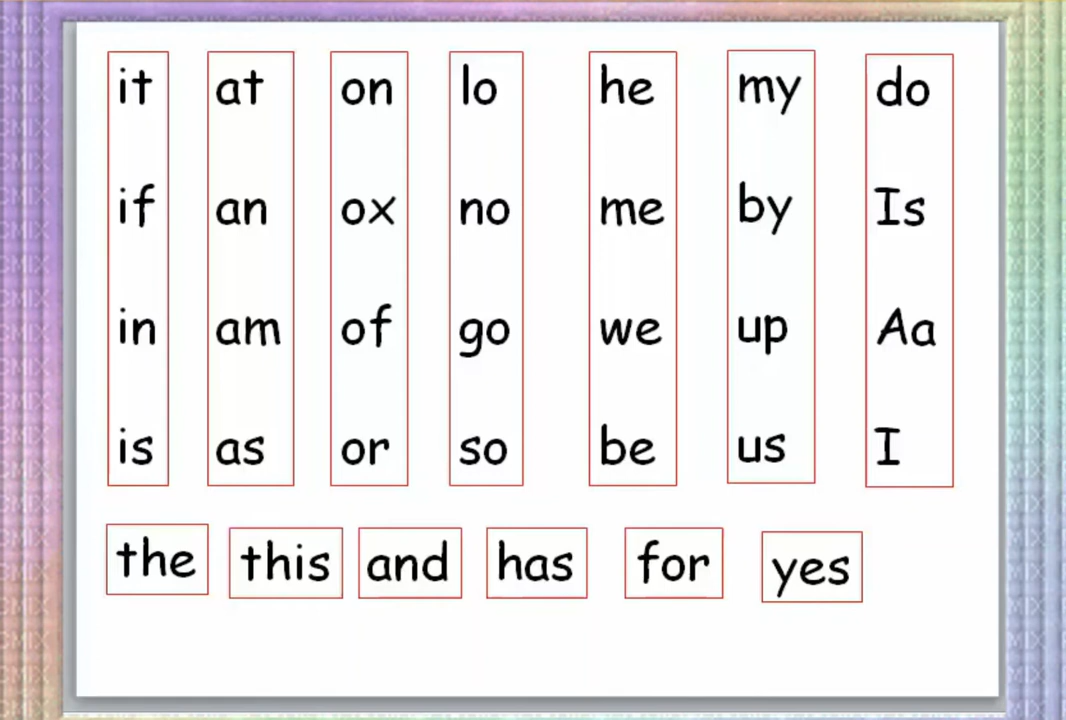 it at on lo he my do
if an ox no me by Is
in am of go we up Aa
is as or so be us I
the this and has for yes